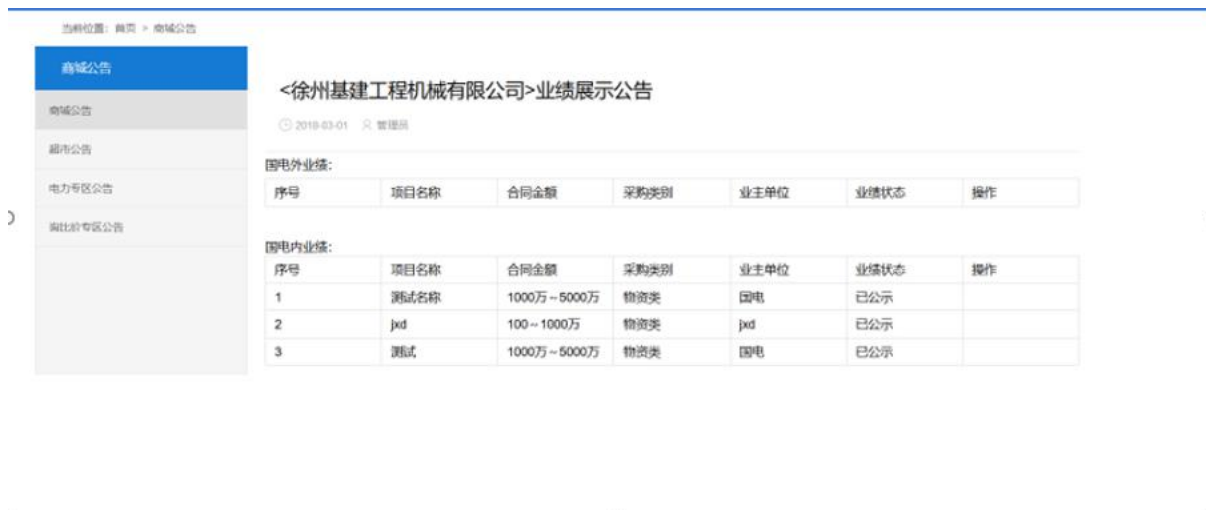 当前位置：首页 > 商城公告
商城公告
商城公告
超市公告
电力专区公告
询比价专区公告
<徐州基建工程机械有限公司>业绩展示公告
2018-03-01 管理员
国电外业绩：
序号 项目名称 合同金额 采购类别 业主单位 业绩状态 操作
国电内业绩：
序号 项目名称 合同金额 采购类别 业主单位 业绩状态 操作
1 测试名称 1000万~5000万 物资类 国电 已公示
2 jxd 100~1000万 物资类 jxd 已公示
3 测试 1000万~5000万 物资类 国电 已公示